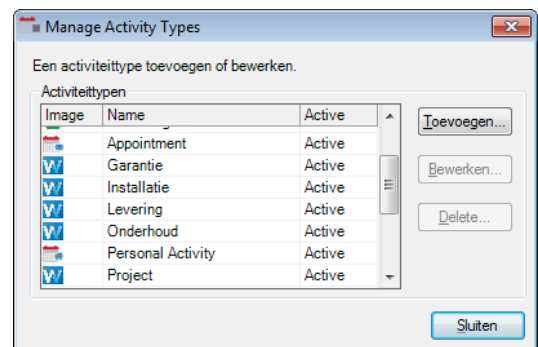 Manage Activity Types
Een activiteittype toevoegen of bewerken.
Activiteittypen
Image Name Active
Appointment Active
Garantie Active
Installatie Active
Levering Active
Onderhoud Active
Personal Activity Active
Project Active
Toevoegen...
Bewerken...
Delete...
Sluiten